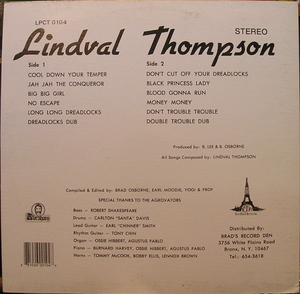 LPCT 0104
STEREO
Lindval Thompson
Side 1
COOL DOWN YOUR TEMPER
JAH JAH THE CONQUEROR
BIG BIG GIRL
NO ESCAPE
LONG LONG DREADLOCKS
DREADLOCKS DUB
Side 2
DON'T CUT OFF YOUR DREADLOCKS
BLACK PRINCESS LADY
BLOOD GONNA RUN
MONEY MONEY
DON'T TROUBLE TROUBLE
DOUBLE TROUBLE DUB
Produced by: B. LEE & B. OSBORNE
All Songs Composed by: LINDVAL THOMPSON
Compiled & Edited by: BRAD OSBORNE, EARL MOODIE, YOGI & FROP
SPECIAL THANKS TO THE AGROVATORS
Bass - ROBERT SHAKESPEARE
Drums - CARLTON "SANTA" DAVIS
Lead Guitar - EARL "CHINNER" SMITH
Rhythm Guitar - TONY CHIN
Organ - OSSIE HIBBERT, AGUSTUS PABLO
Piano - BURNARD HARVEY, OSSIE HIBBERT, AGUSTUS PABLO
Horns - TOMMY McCOOK, BOBBY ELLIS, LENNOX BROWN
Distributed By:
BRAD'S RECORD DEN
3756 White Plains Road
Bronx, N.Y. 10467
Tel.: 654-3618